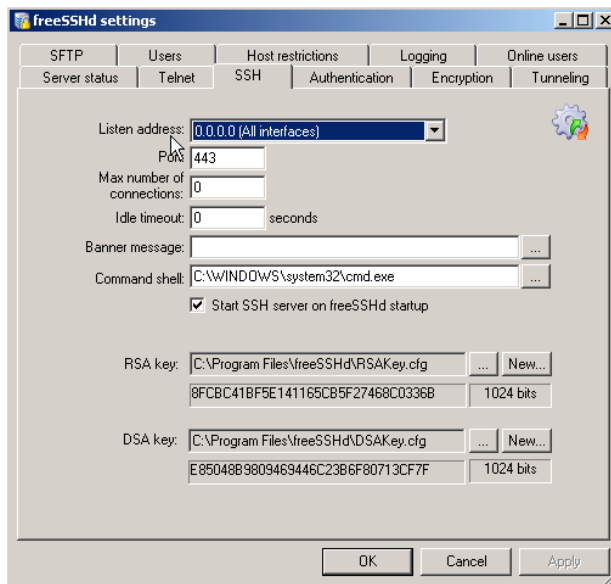 freeSSHd settings
SFTP Users Host restrictions Logging Online users
Server status Telnet SSH Authentication Encryption Tunneling
Listen address: 0.0.0.0 (All interfaces)
Port: 443
Max number of
connections: 0
Idle timeout: 0 seconds
Banner message: ...
Command shell: C:\WINDOWS\system32\cmd.exe ...
Start SSH server on freeSSHd startup
RSA key: C:\Program Files\freeSSHd\RSAKey.cfg ... New...
8FCBC41BF5E141165CB5F27468C0336B 1024 bits
DSA key: C:\Program Files\freeSSHd\DSAKey.cfg ... New...
E85048B9809469446C23B6F80713CF7F 1024 bits
OK Cancel Apply